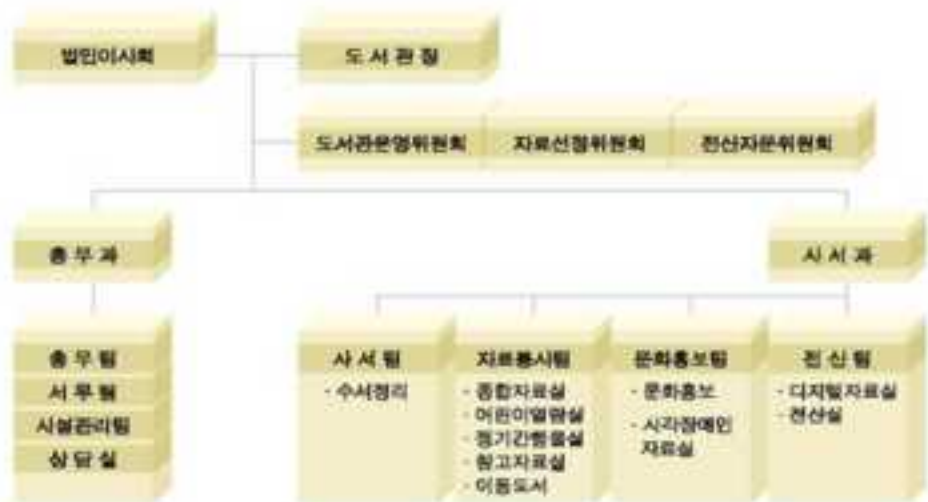 법인이사회
도 서 관 장
도서관운영위원회
자료선정위원회
전산자문위원회
총 무 과
사 서 과
총 무 팀
서 무 팀
시설관리팀
상 담 실
사 서 팀
· 수서정리
자료봉사팀
· 종합자료실
· 어린이열람실
· 정기간행물실
· 참고자료실
· 이동도서
문화홍보팀
· 문화홍보
· 시각장애인
자료실
전 산 팀
· 디지털자료실
· 전산실